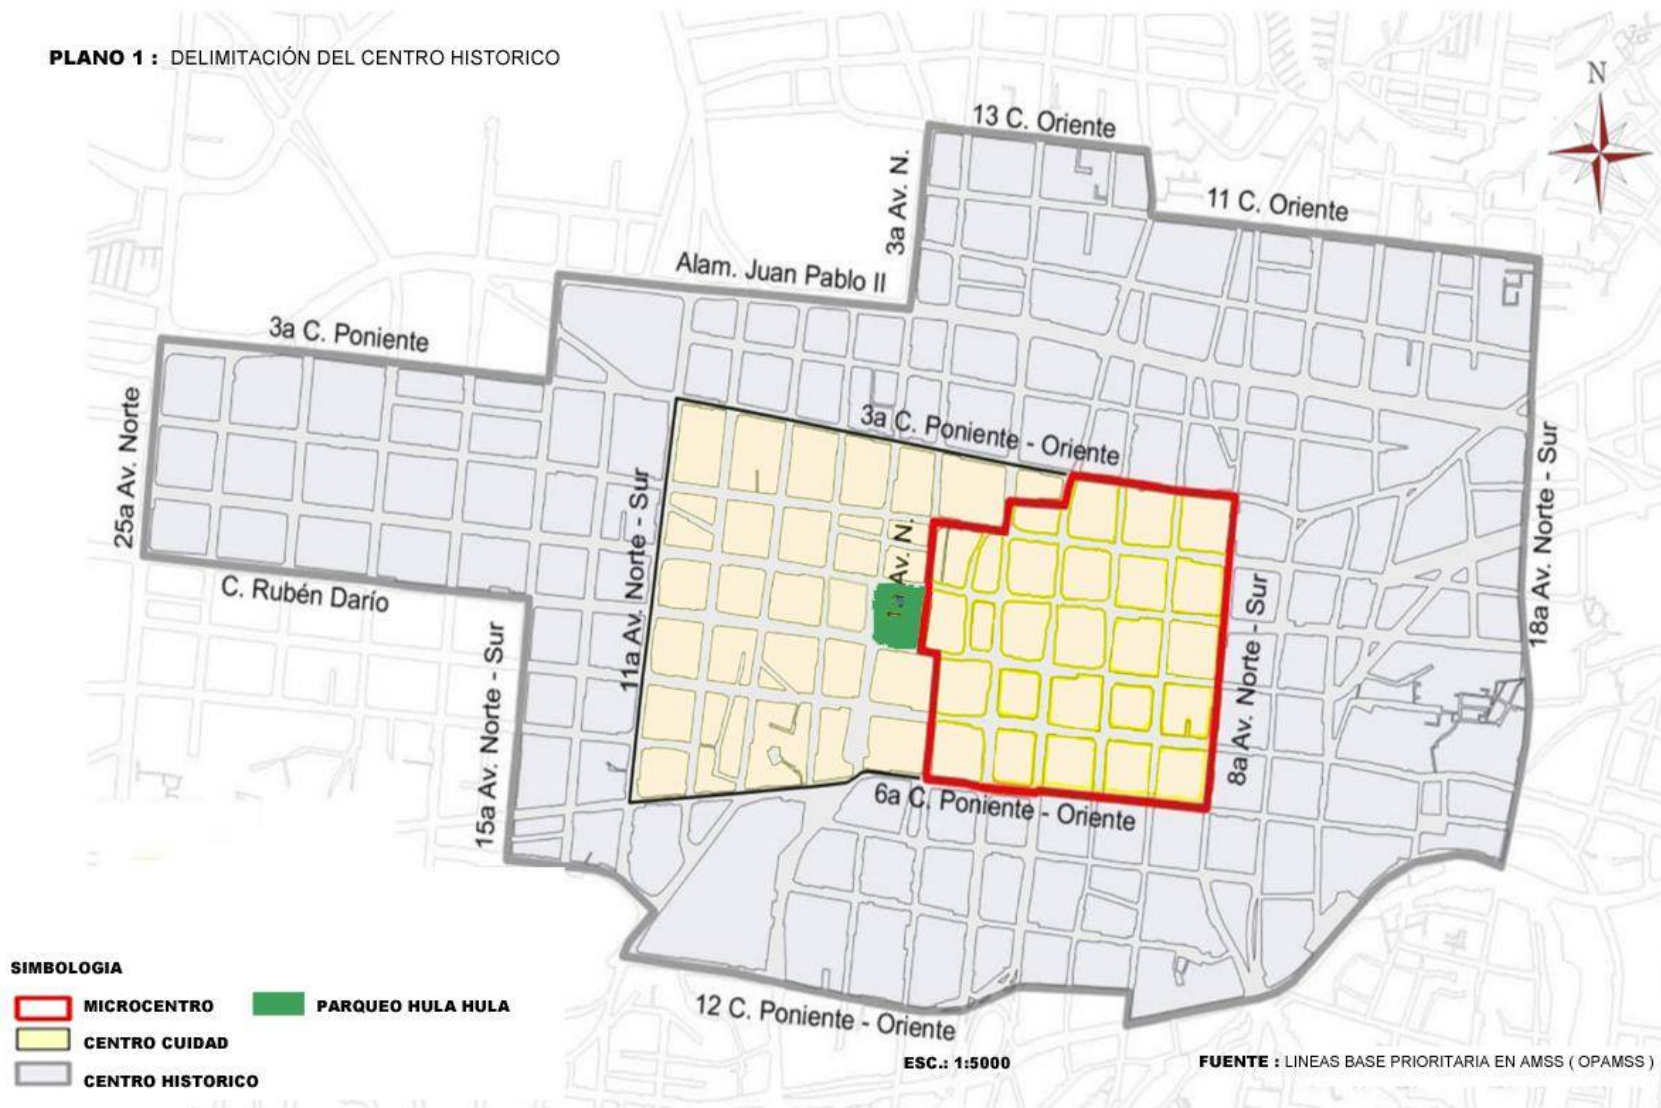 PLANO 1 : DELIMITACIÓN DEL CENTRO HISTORICO
N
13 C. Oriente
3a Av. N.
11 C. Oriente
Alam. Juan Pablo II
3a C. Poniente
25a Av. Norte
3a C. Poniente - Oriente
18a Av. Norte - Sur
11a Av. Norte - Sur
1a Av. N.
C. Rubén Darío
15a Av. Norte - Sur
8a Av. Norte - Sur
6a C. Poniente - Oriente
12 C. Poniente - Oriente
SIMBOLOGIA
MICROCENTRO
PARQUEO HULA HULA
CENTRO CUIDAD
CENTRO HISTORICO
ESC.: 1:5000
FUENTE : LINEAS BASE PRIORITARIA EN AMSS ( OPAMSS )